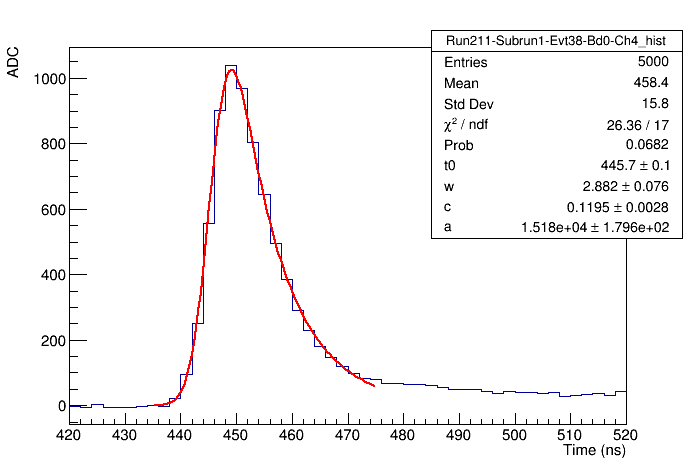 Run211-Subrun1-Evt38-Bd0-Ch4_hist
Entries 5000
Mean 458.4
Std Dev 15.8
χ² / ndf 26.36 / 17
Prob 0.0682
t0 445.7 ± 0.1
w 2.882 ± 0.076
c 0.1195 ± 0.0028
a 1.518e+04 ± 1.796e+02
ADC
1000
800
600
400
200
0
420 430 440 450 460 470 480 490 500 510 520
Time (ns)